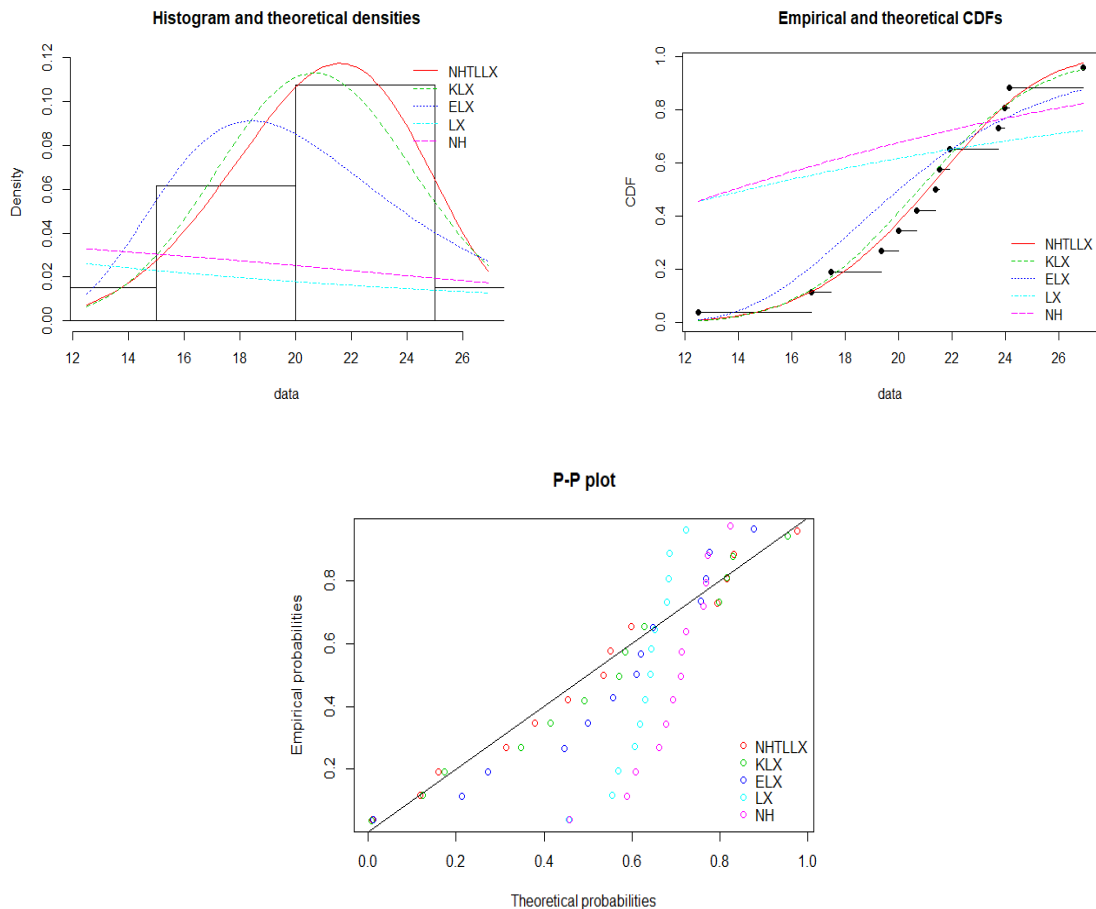 Histogram and theoretical densities
Density
0.00 0.02 0.04 0.06 0.08 0.10 0.12
NHTLLX
KLX
ELX
LX
NH
12 14 16 18 20 22 24 26
data
Empirical and theoretical CDFs
CDF
0.0 0.2 0.4 0.6 0.8 1.0
NHTLLX
KLX
ELX
LX
NH
12 14 16 18 20 22 24 26
data
P-P plot
Empirical probabilities
0.2 0.4 0.6 0.8
NHTLLX
KLX
ELX
LX
NH
0.0 0.2 0.4 0.6 0.8 1.0
Theoretical probabilities